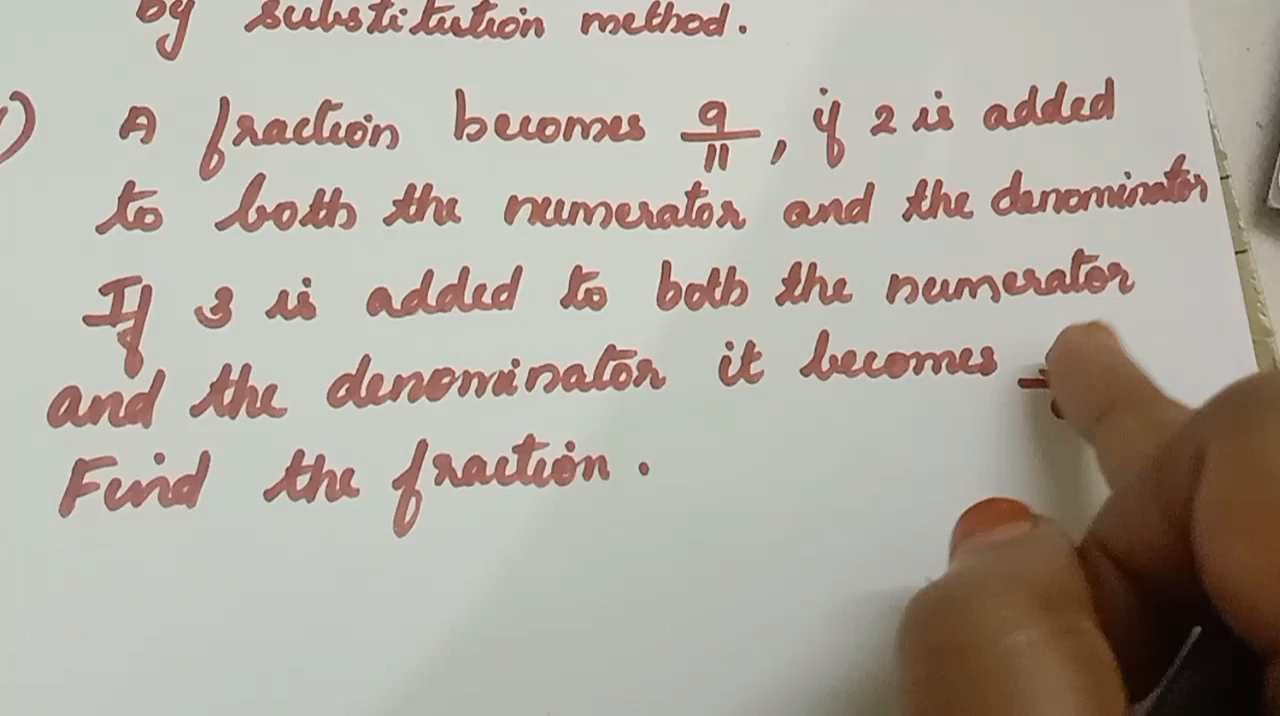 by substitution method.
) A fraction becomes 9/11, if 2 is added
to both the numerator and the denominator
If 3 is added to both the numerator
and the denominator it becomes
Find the fraction.